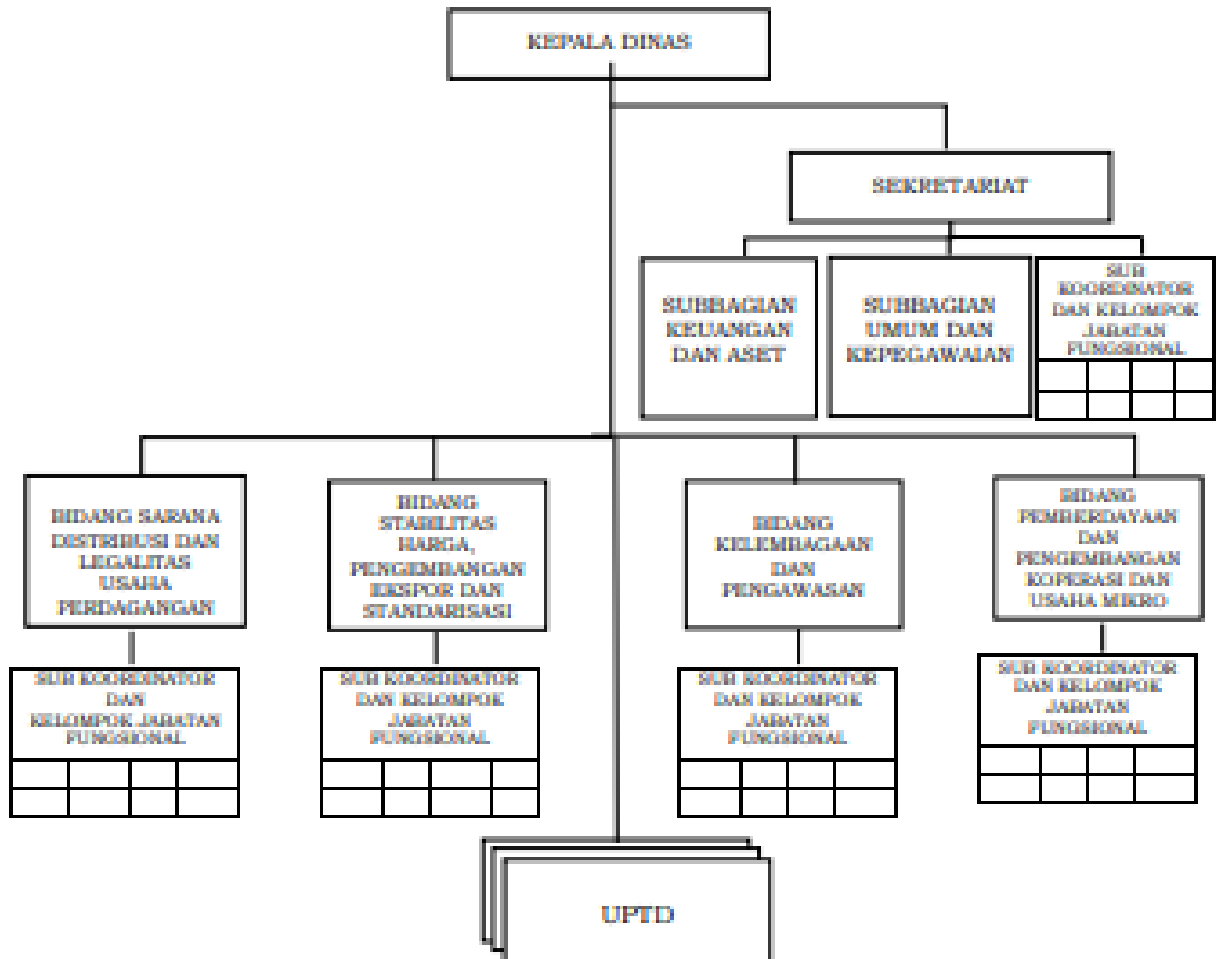 KEPALA DINAS
SEKRETARIAT
SUBBAGIAN
KEUANGAN
DAN ASET
SUBBAGIAN
UMUM DAN
KEPEGAWAIAN
SUB
KOORDINATOR
DAN KELOMPOK
JABATAN
FUNGSIONAL
BIDANG SARANA
DISTRIBUSI DAN
LEGALITAS
USAHA
PERDAGANGAN
BIDANG
STABILITAS
HARGA,
PENGEMBANGAN
EKSPOR DAN
STANDARISASI
BIDANG
KELEMBAGAAN
DAN
PENGAWASAN
BIDANG
PEMBERDAYAAN
DAN
PENGEMBANGAN
KOPERASI DAN
USAHA MIKRO
SUB KOORDINATOR
DAN
KELOMPOK JABATAN
FUNGSIONAL
SUB KOORDINATOR
DAN KELOMPOK
JABATAN
FUNGSIONAL
SUB KOORDINATOR
DAN KELOMPOK
JABATAN
FUNGSIONAL
SUB KOORDINATOR
DAN KELOMPOK
JABATAN
FUNGSIONAL
UPTD